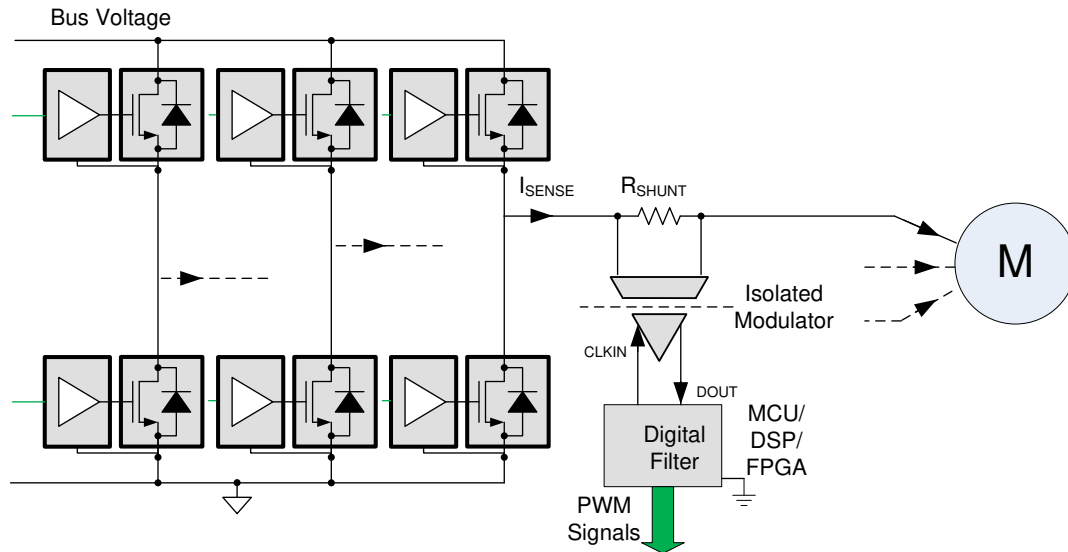 Bus Voltage
ISENSE
RSHUNT
M
Isolated
Modulator
CLKIN
DOUT
Digital
Filter
MCU/
DSP/
FPGA
PWM
Signals